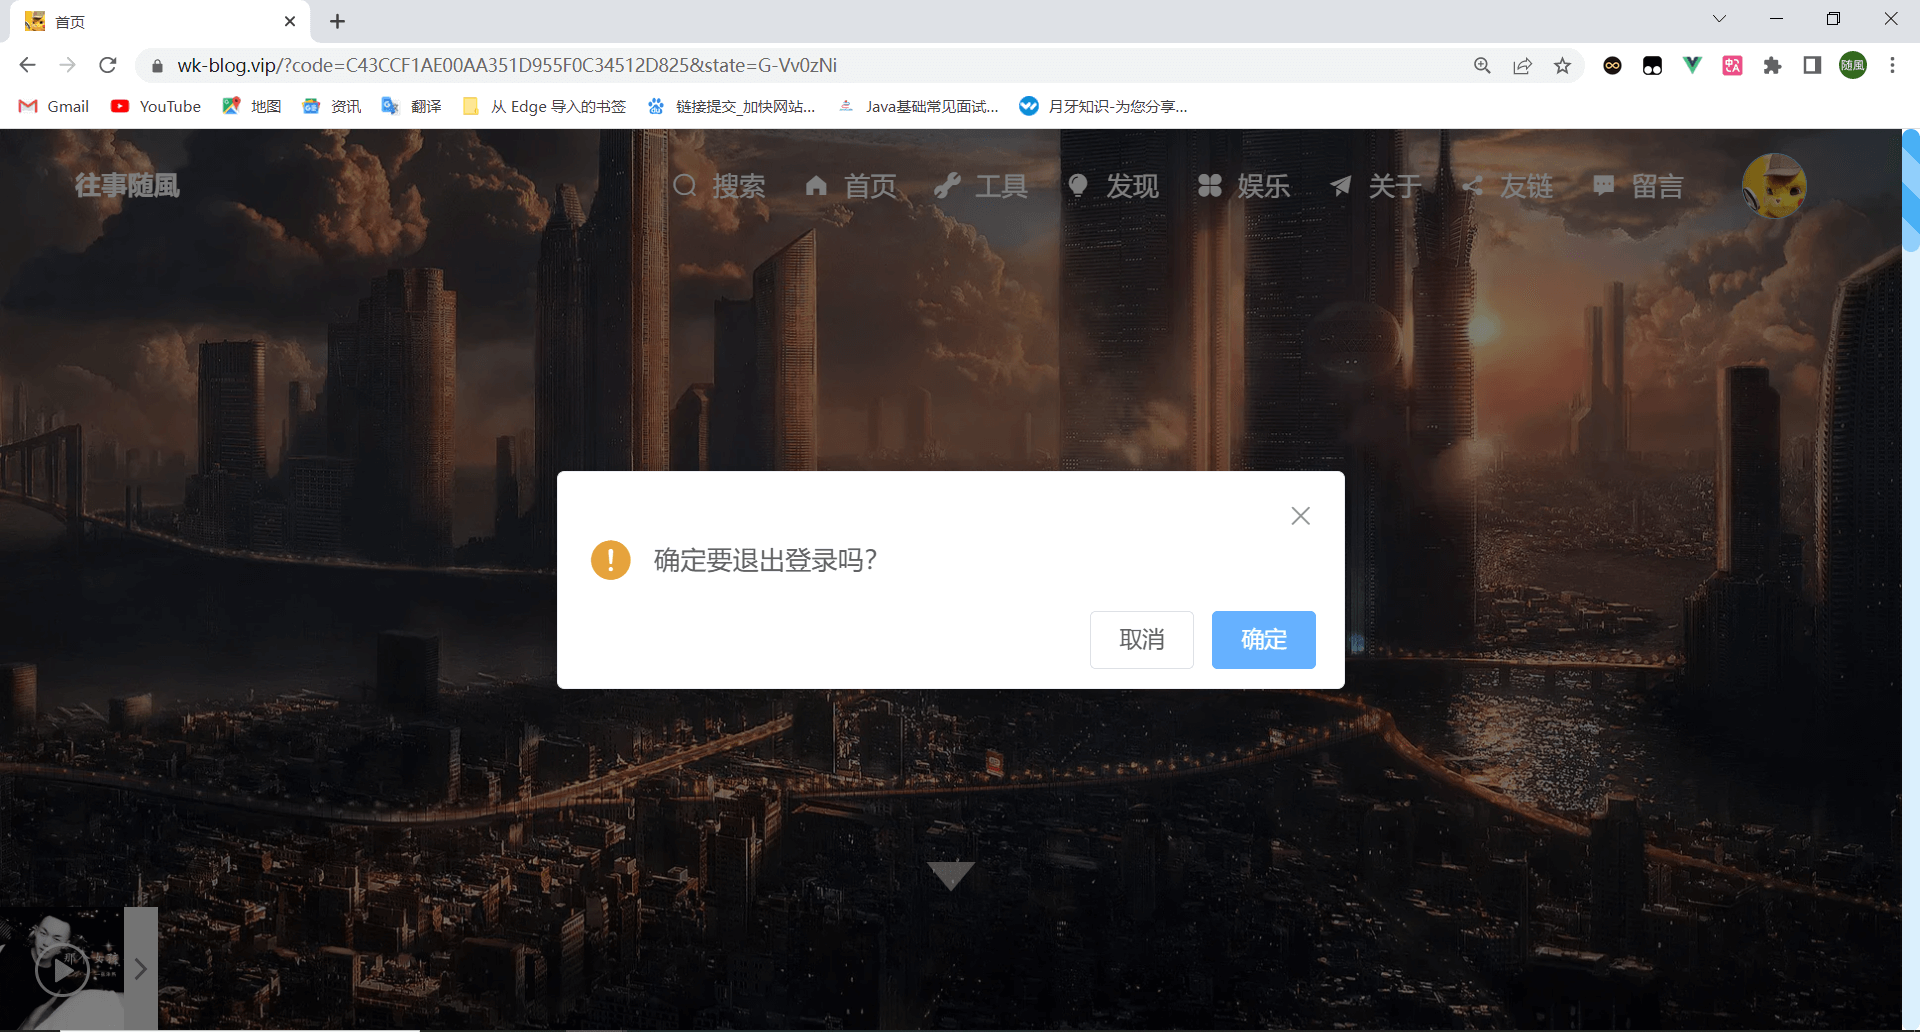 首页
wk-blog.vip/?code=C43CCF1AE00AA351D955F0C34512D825&state=G-Vv0zNi
随風
Gmail YouTube 地图 资讯 翻译 从 Edge 导入的书签 链接提交_加快网站... Java基础常见面试... 月牙知识-为您分享...
往事随風 搜索 首页 工具 发现 娱乐 关于 友链 留言
确定要退出登录吗?
取消 确定